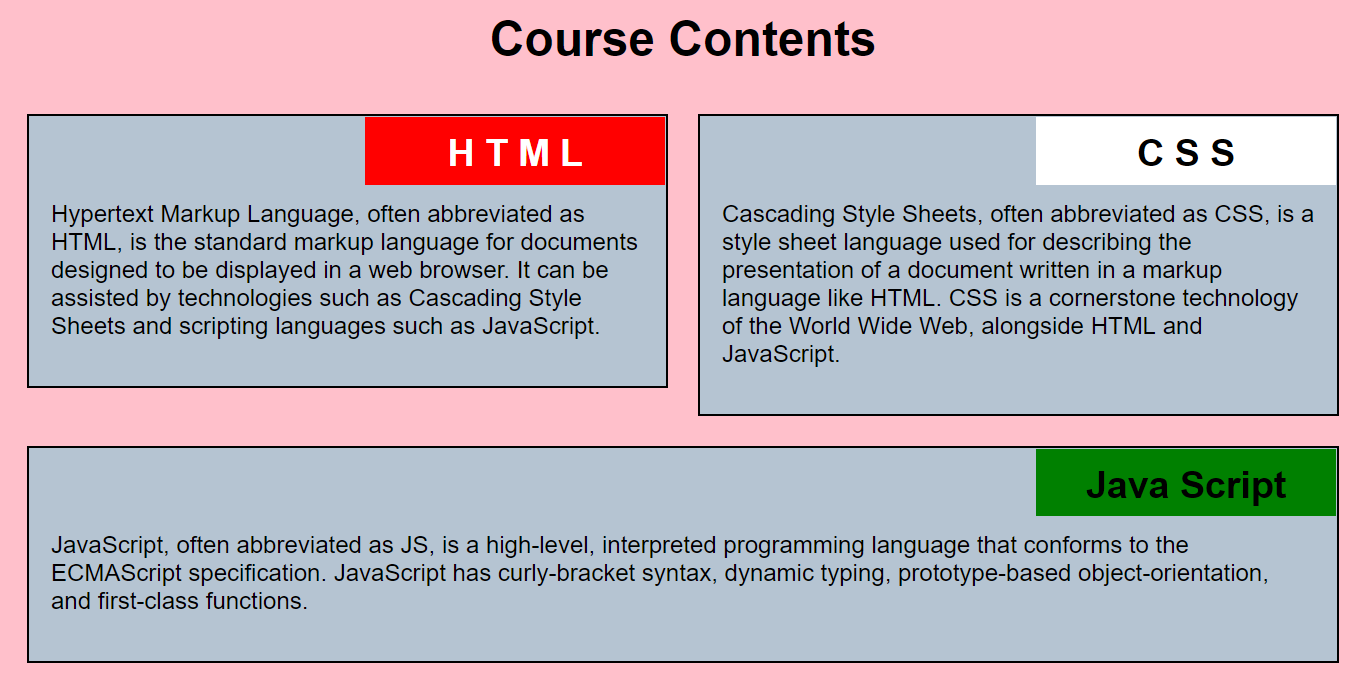 Course Contents
H T M L
Hypertext Markup Language, often abbreviated as
HTML, is the standard markup language for documents
designed to be displayed in a web browser. It can be
assisted by technologies such as Cascading Style
Sheets and scripting languages such as JavaScript.
C S S
Cascading Style Sheets, often abbreviated as CSS, is a
style sheet language used for describing the
presentation of a document written in a markup
language like HTML. CSS is a cornerstone technology
of the World Wide Web, alongside HTML and
JavaScript.
Java Script
JavaScript, often abbreviated as JS, is a high-level, interpreted programming language that conforms to the
ECMAScript specification. JavaScript has curly-bracket syntax, dynamic typing, prototype-based object-orientation,
and first-class functions.